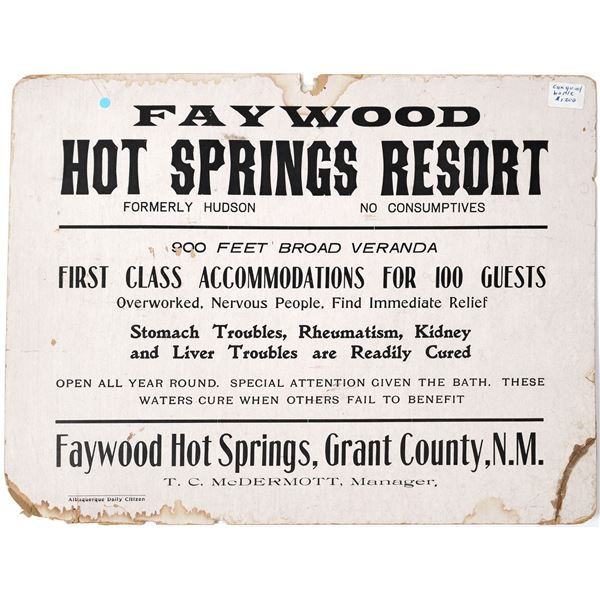 FAYWOOD
HOT SPRINGS RESORT
FORMERLY HUDSON NO CONSUMPTIVES
900 FEET BROAD VERANDA
FIRST CLASS ACCOMMODATIONS FOR 100 GUESTS
Overworked, Nervous People, Find Immediate Relief
Stomach Troubles, Rheumatism, Kidney
and Liver Troubles are Readily Cured
OPEN ALL YEAR ROUND. SPECIAL ATTENTION GIVEN THE BATH. THESE
WATERS CURE WHEN OTHERS FAIL TO BENEFIT
Faywood Hot Springs, Grant County, N.M.
T. C. McDERMOTT, Manager,
Albuquerque Daily Citizen